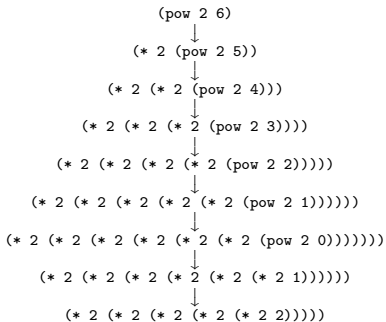 (pow 2 6)
(* 2 (pow 2 5))
(* 2 (* 2 (pow 2 4)))
(* 2 (* 2 (* 2 (pow 2 3))))
(* 2 (* 2 (* 2 (* 2 (pow 2 2)))))
(* 2 (* 2 (* 2 (* 2 (* 2 (pow 2 1))))))
(* 2 (* 2 (* 2 (* 2 (* 2 (* 2 (pow 2 0)))))))
(* 2 (* 2 (* 2 (* 2 (* 2 (* 2 1))))))
(* 2 (* 2 (* 2 (* 2 (* 2 2)))))